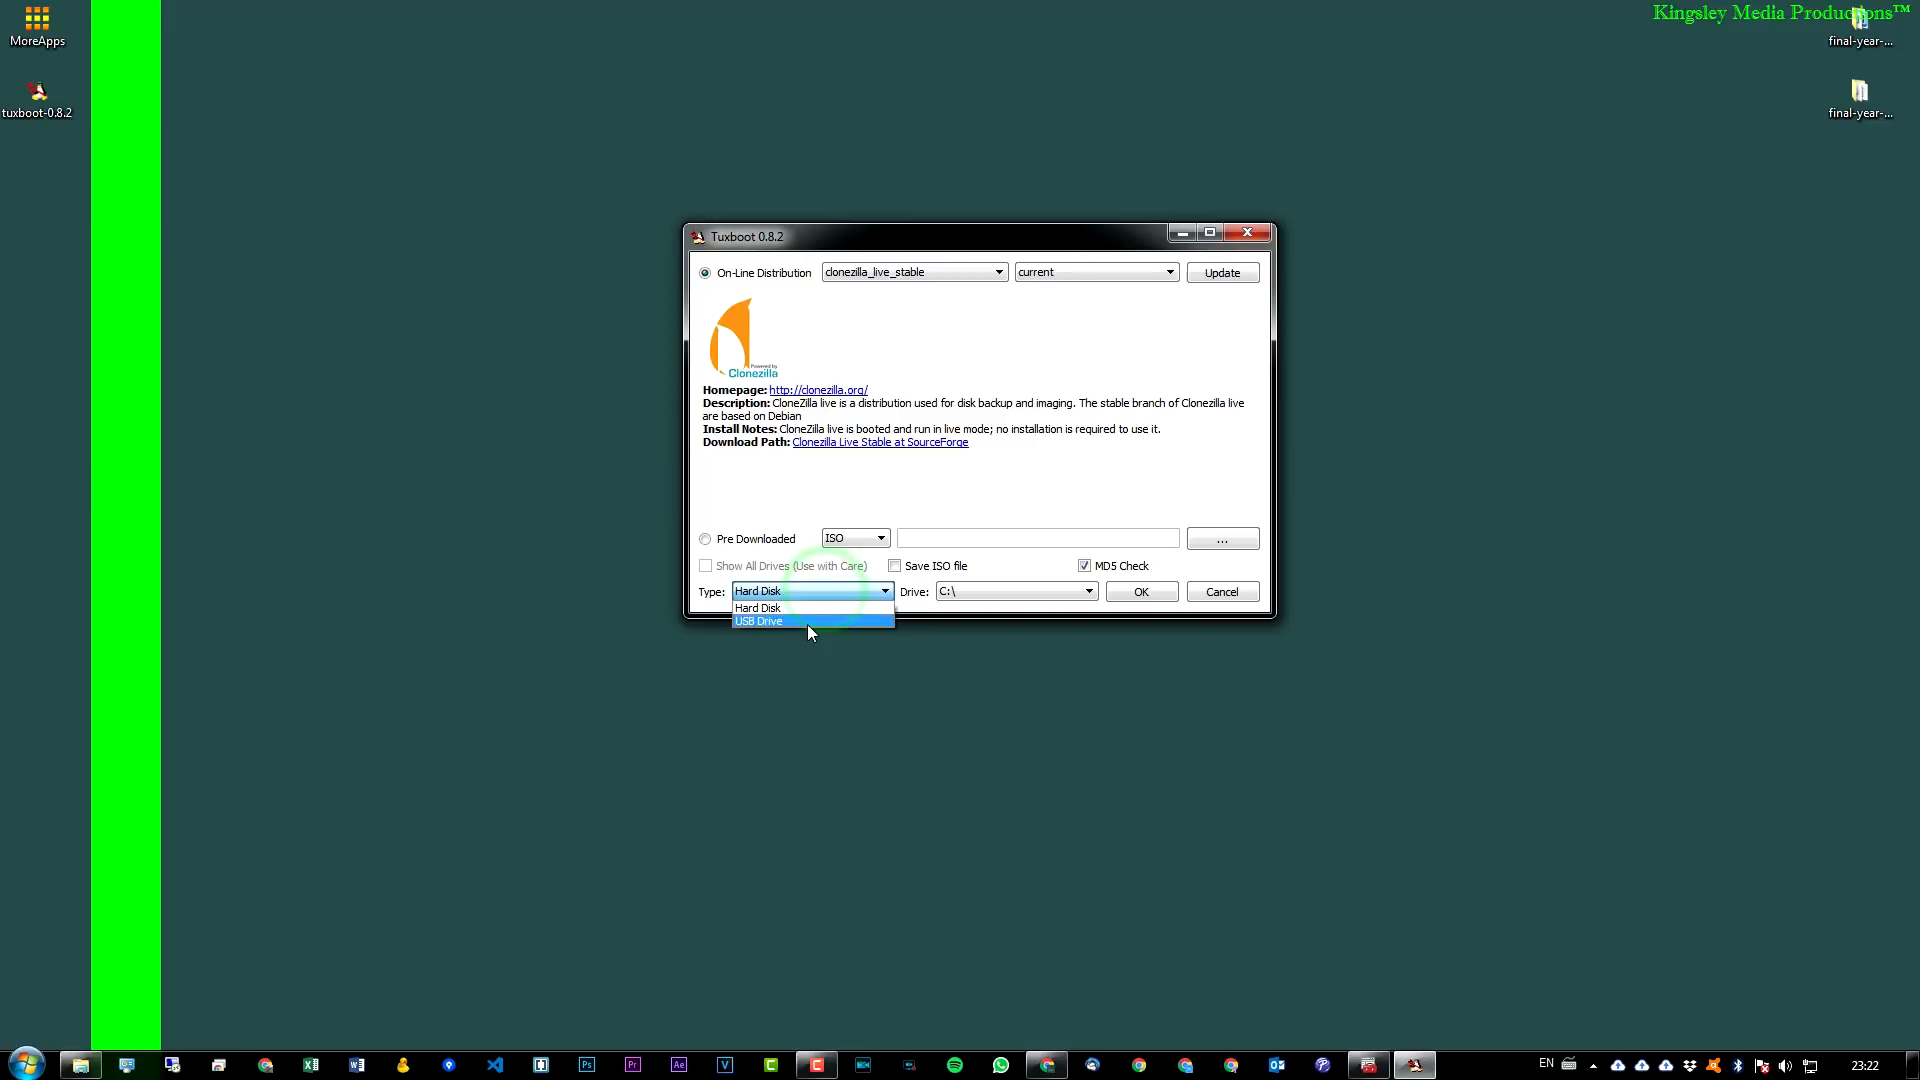 MoreApps
tuxboot-0.8.2
Kingsley Media Productions™
final-year-...
final-year-...
Tuxboot 0.8.2
On-Line Distribution
clonezilla_live_stable
current
Update
Powered by
Clonezilla
Homepage: http://clonezilla.org/
Description: CloneZilla live is a distribution used for disk backup and imaging. The stable branch of Clonezilla live
are based on Debian
Install Notes: CloneZilla live is booted and run in live mode; no installation is required to use it.
Download Path: Clonezilla Live Stable at SourceForge
Pre Downloaded
ISO
...
Show All Drives (Use with Care)
Save ISO file
MD5 Check
Type:
Hard Disk
Drive:
C:\
OK
Cancel
Hard Disk
USB Drive
Ps
Pr
Ae
V
C
C
EN
23:22